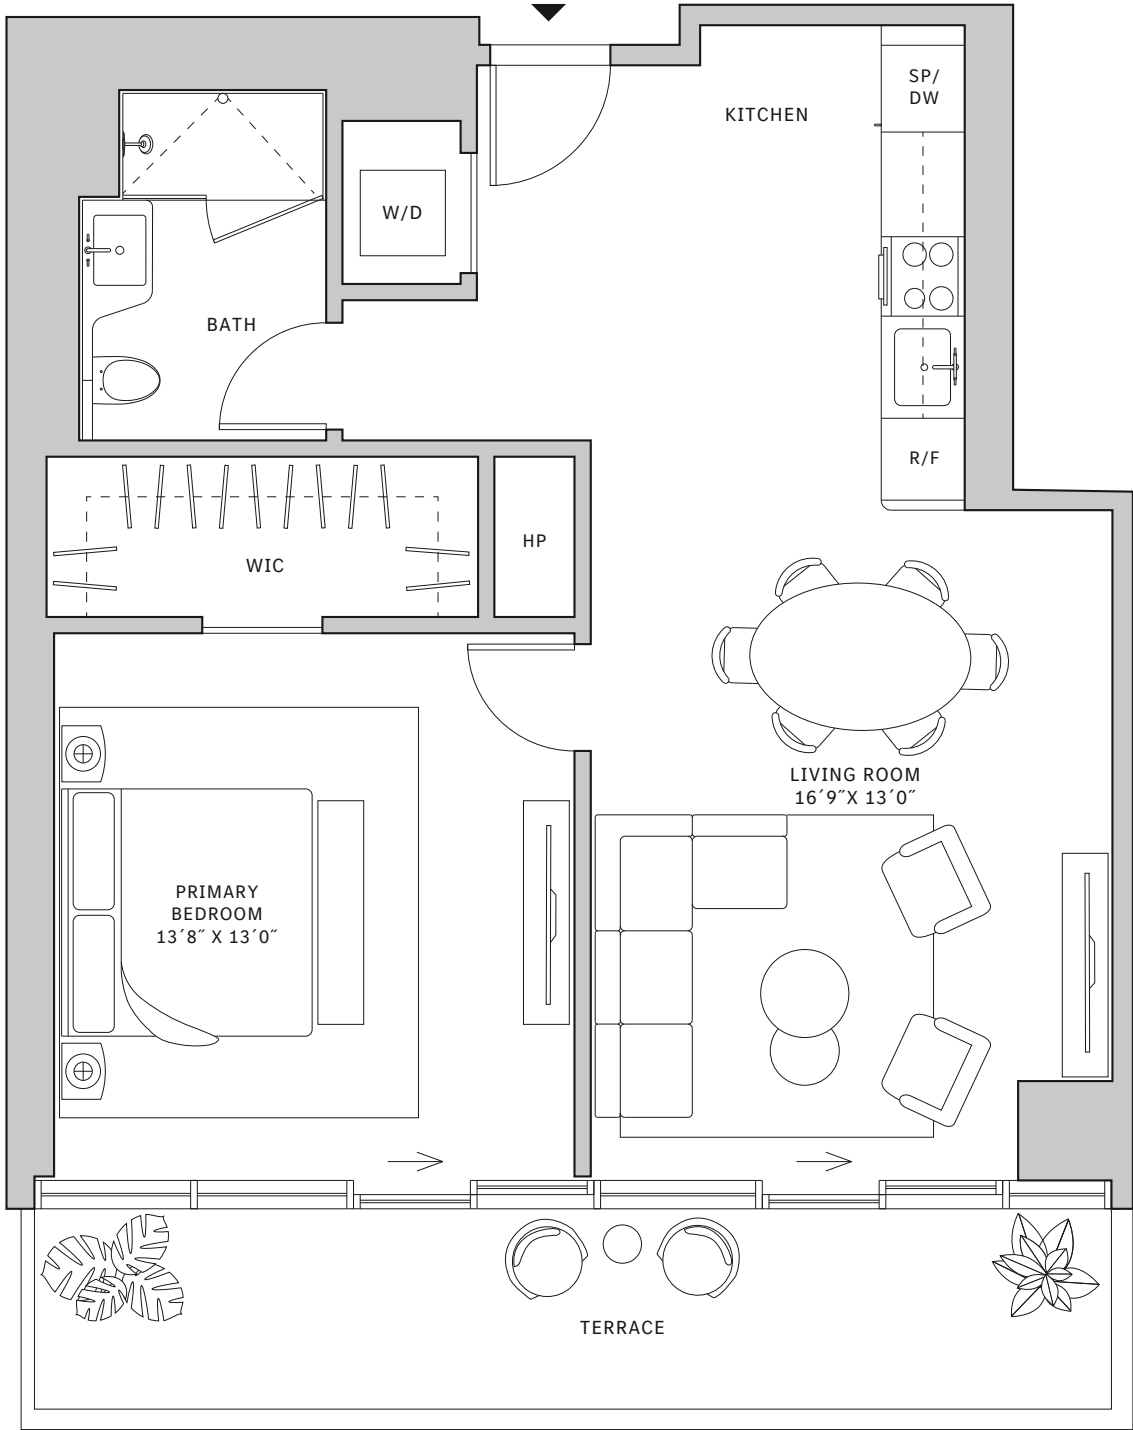 SP/
DW
KITCHEN
W/D
BATH
R/F
HP
WIC
LIVING ROOM
16´9˝X 13´0˝
PRIMARY
BEDROOM
13´8˝ X 13´0˝
TERRACE